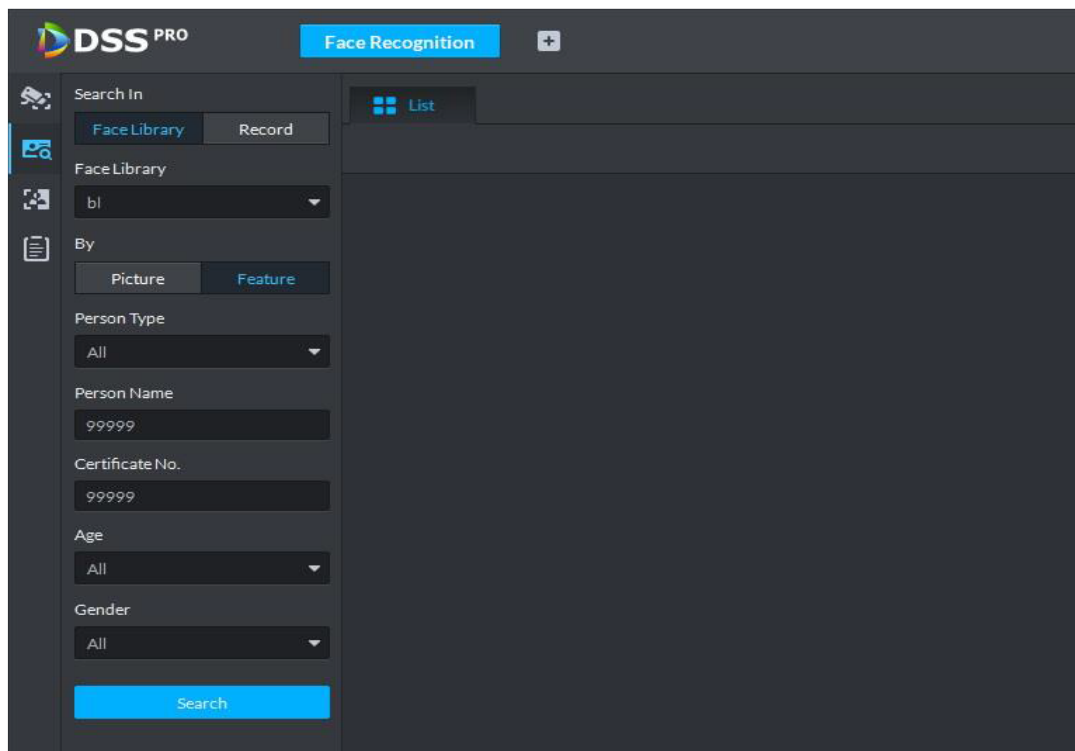 DSS PRO
Face Recognition
Search In
Face Library Record
List
Face Library
bl
By
Picture Feature
Person Type
All
Person Name
99999
Certificate No.
99999
Age
All
Gender
All
Search